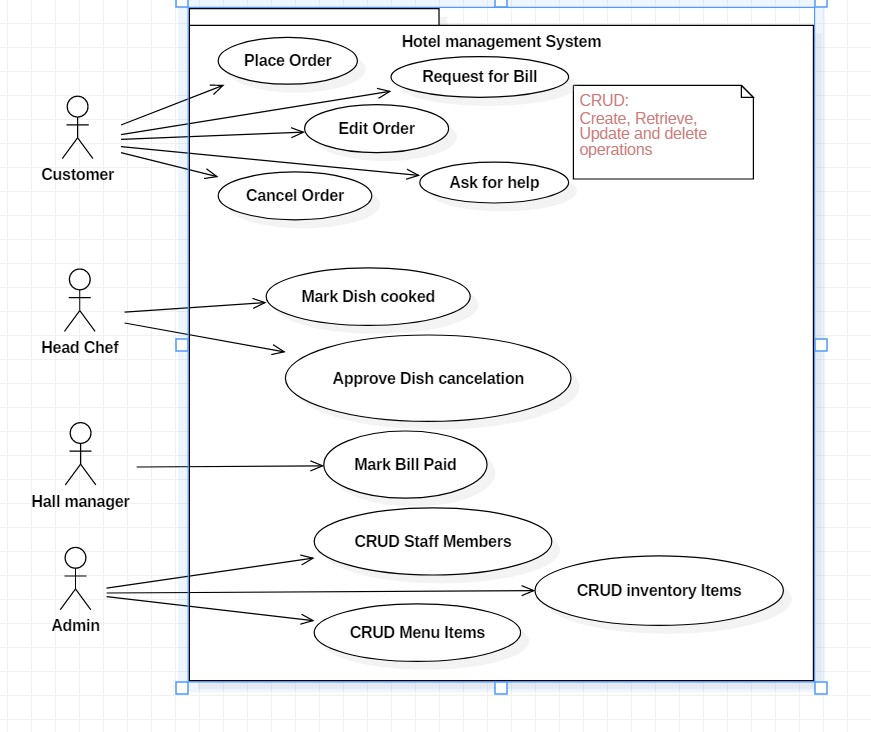 Hotel management System
Place Order
Request for Bill
CRUD:
Create, Retrieve,
Update and delete
operations
Edit Order
Customer
Ask for help
Cancel Order
Mark Dish cooked
Head Chef
Approve Dish cancelation
Mark Bill Paid
Hall manager
CRUD Staff Members
CRUD inventory Items
Admin
CRUD Menu Items